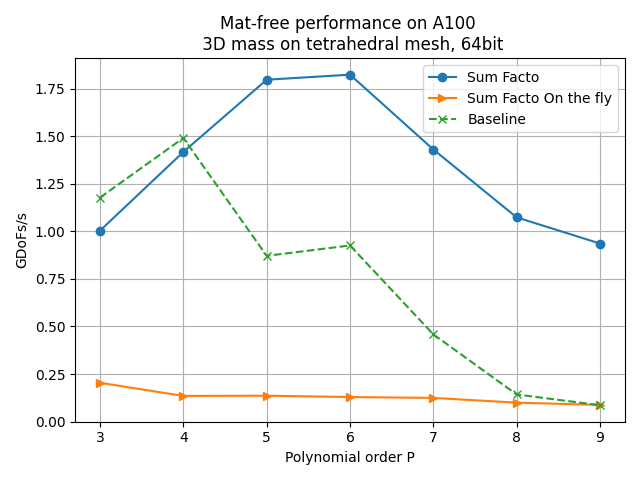 Mat-free performance on A100
3D mass on tetrahedral mesh, 64bit
Sum Facto
Sum Facto On the fly
Baseline
GDoFs/s
1.75
1.50
1.25
1.00
0.75
0.50
0.25
0.00
3 4 5 6 7 8 9
Polynomial order P